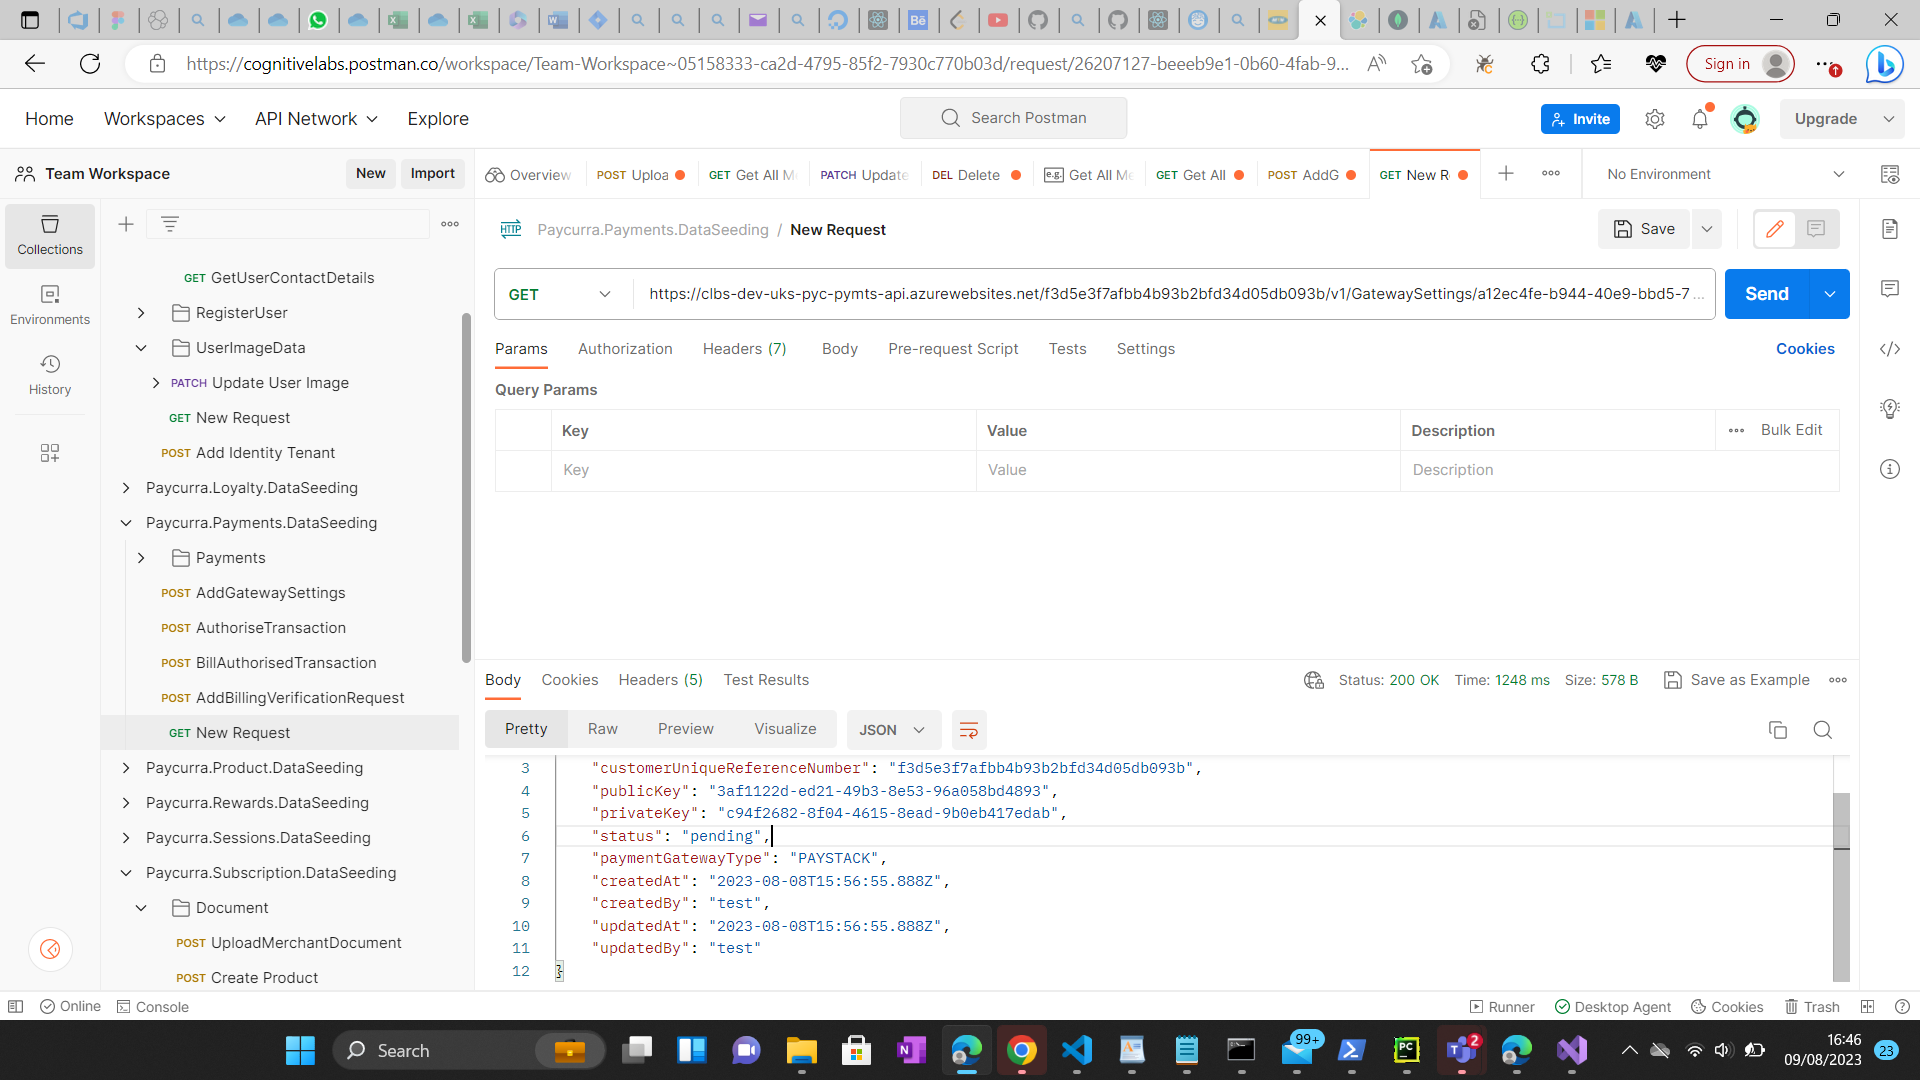 https://cognitivelabs.postman.co/workspace/Team-Workspace~05158333-ca2d-4795-85f2-7930c770b03d/request/26207127-beeeb9e1-0b60-4fab-9...
Sign in
Home
Workspaces
API Network
Explore
Search Postman
Invite
Upgrade
Team Workspace
New
Import
Overview
POST Uploa
GET Get All M
PATCH Update
DEL Delete
e.g. Get All Me
GET Get All
POST AddG
GET New R
No Environment
Collections
Environments
History
GET GetUserContactDetails
RegisterUser
UserImageData
PATCH Update User Image
GET New Request
POST Add Identity Tenant
Paycurra.Loyalty.DataSeeding
Paycurra.Payments.DataSeeding
Payments
POST AddGatewaySettings
POST AuthoriseTransaction
POST BillAuthorisedTransaction
POST AddBillingVerificationRequest
GET New Request
Paycurra.Product.DataSeeding
Paycurra.Rewards.DataSeeding
Paycurra.Sessions.DataSeeding
Paycurra.Subscription.DataSeeding
Document
POST UploadMerchantDocument
POST Create Product
HTTP Paycurra.Payments.DataSeeding / New Request
Save
GET
https://clbs-dev-uks-pyc-pymts-api.azurewebsites.net/f3d5e3f7afbb4b93b2bfd34d05db093b/v1/GatewaySettings/a12ec4fe-b944-40e9-bbd5-7 ...
Send
Params
Authorization
Headers (7)
Body
Pre-request Script
Tests
Settings
Cookies
Query Params
Key Value Description
Bulk Edit
Key Value Description
Body
Cookies
Headers (5)
Test Results
Status: 200 OK
Time: 1248 ms
Size: 578 B
Save as Example
Pretty
Raw
Preview
Visualize
JSON
3 "customerUniqueReferenceNumber": "f3d5e3f7afbb4b93b2bfd34d05db093b",
4 "publicKey": "3af1122d-ed21-49b3-8e53-96a058bd4893",
5 "privateKey": "c94f2682-8f04-4615-8ead-9b0eb417edab",
6 "status": "pending",
7 "paymentGatewayType": "PAYSTACK",
8 "createdAt": "2023-08-08T15:56:55.888Z",
9 "createdBy": "test",
10 "updatedAt": "2023-08-08T15:56:55.888Z",
11 "updatedBy": "test"
12 }
Online
Console
Runner
Desktop Agent
Cookies
Trash
Search
99+
2
16:46
09/08/2023
23